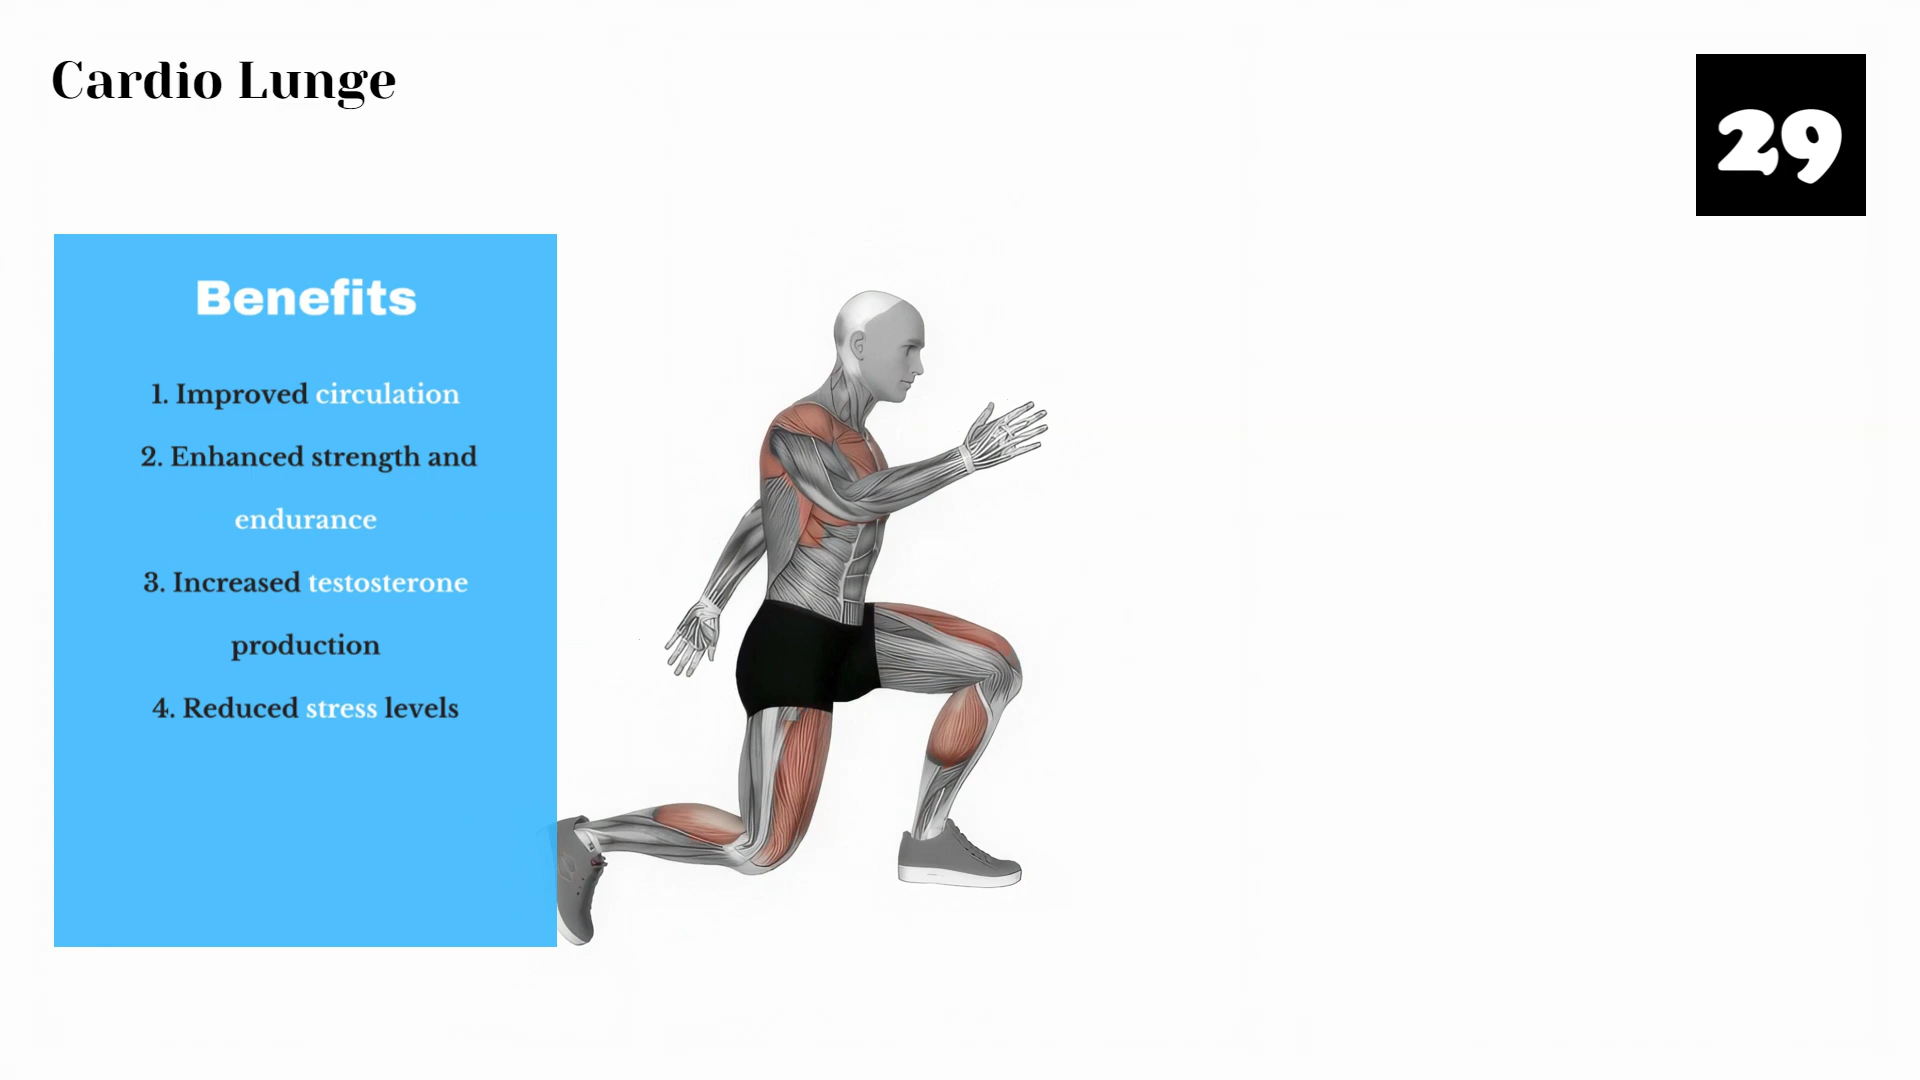 Cardio Lunge
29
Benefits
1. Improved circulation
2. Enhanced strength and
endurance
3. Increased testosterone
production
4. Reduced stress levels